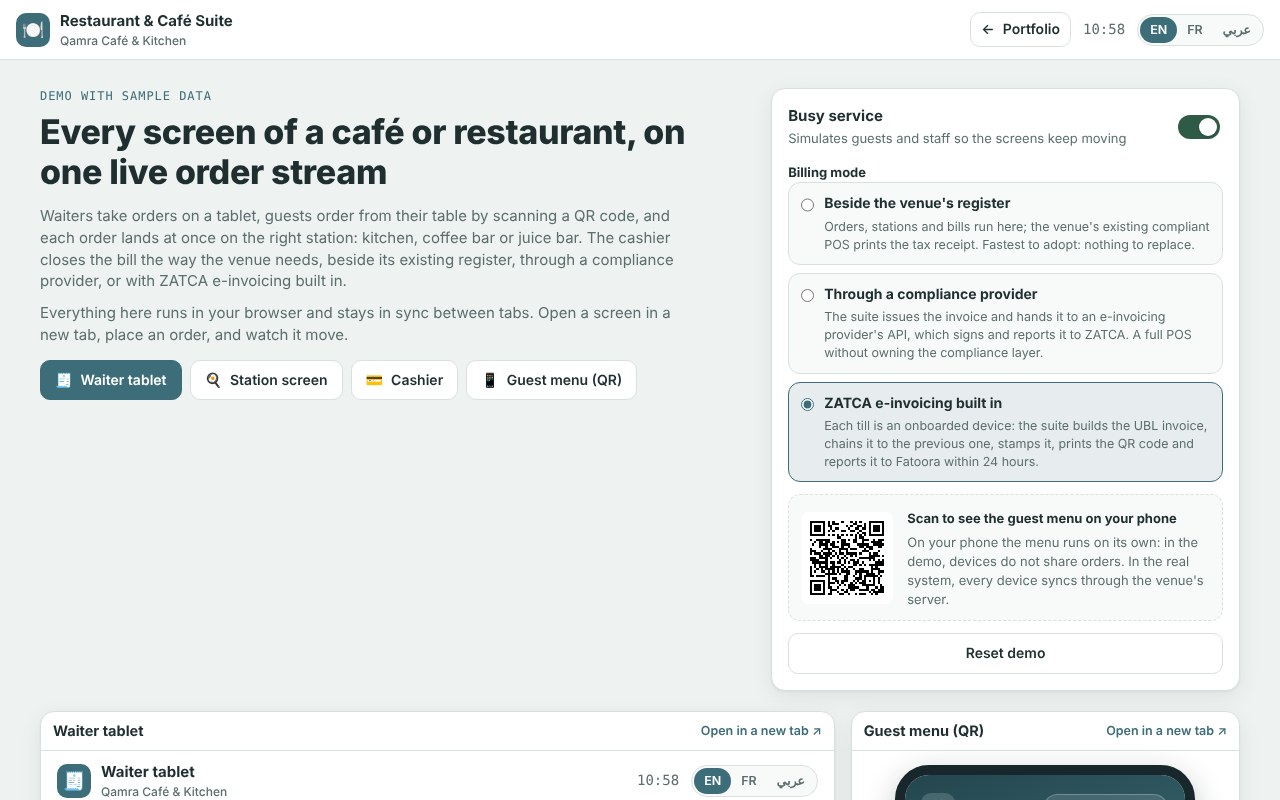 Restaurant & Café Suite
Qamra Café & Kitchen
← Portfolio
10:58
EN FR عربي
DEMO WITH SAMPLE DATA
Every screen of a café or restaurant, on
one live order stream
Waiters take orders on a tablet, guests order from their table by scanning a QR code, and
each order lands at once on the right station: kitchen, coffee bar or juice bar. The cashier
closes the bill the way the venue needs, beside its existing register, through a compliance
provider, or with ZATCA e-invoicing built in.
Everything here runs in your browser and stays in sync between tabs. Open a screen in a
new tab, place an order, and watch it move.
Waiter tablet
Station screen
Cashier
Guest menu (QR)
Busy service
Simulates guests and staff so the screens keep moving
Billing mode
Beside the venue's register
Orders, stations and bills run here; the venue's existing compliant
POS prints the tax receipt. Fastest to adopt: nothing to replace.
Through a compliance provider
The suite issues the invoice and hands it to an e-invoicing
provider's API, which signs and reports it to ZATCA. A full POS
without owning the compliance layer.
ZATCA e-invoicing built in
Each till is an onboarded device: the suite builds the UBL invoice,
chains it to the previous one, stamps it, prints the QR code and
reports it to Fatoora within 24 hours.
Scan to see the guest menu on your phone
On your phone the menu runs on its own: in the
demo, devices do not share orders. In the real
system, every device syncs through the venue's
server.
Reset demo
Waiter tablet
Open in a new tab ↗
Waiter tablet
Qamra Café & Kitchen
10:58
EN FR عربي
Guest menu (QR)
Open in a new tab ↗